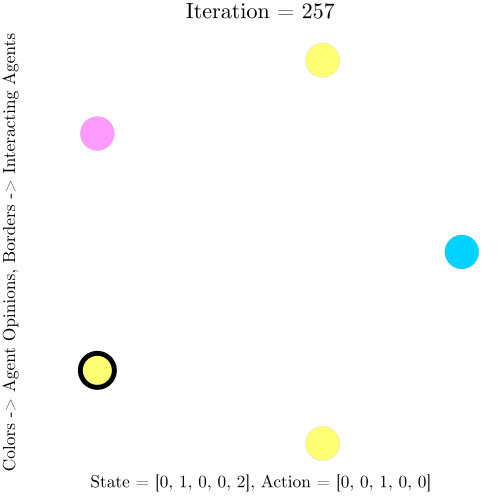 Iteration = 257
Colors -> Agent Opinions, Borders -> Interacting Agents
State = [0, 1, 0, 0, 2], Action = [0, 0, 1, 0, 0]